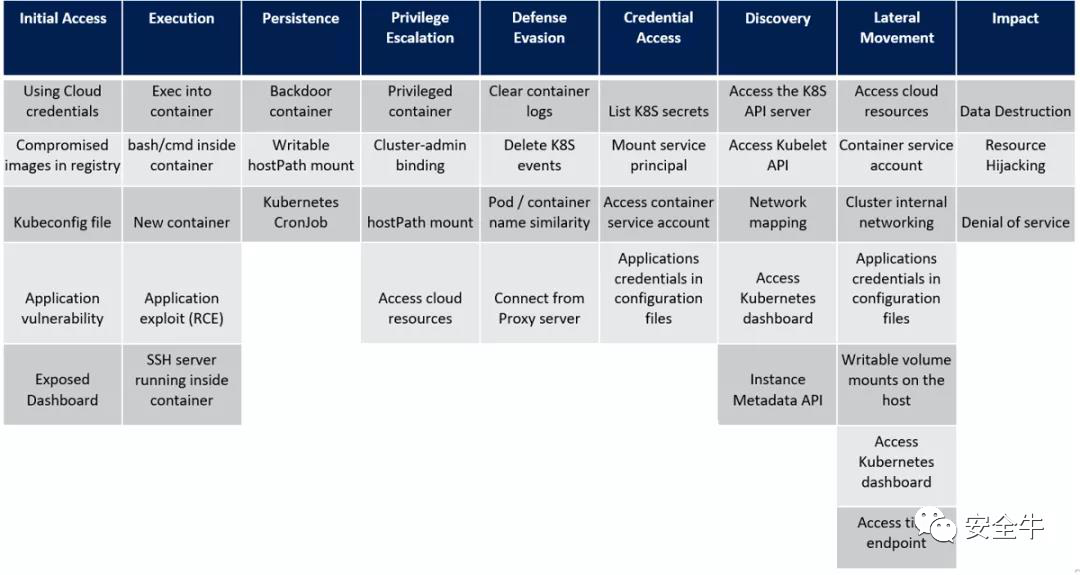 Initial Access
Execution
Persistence
Privilege
Escalation
Defense
Evasion
Credential
Access
Discovery
Lateral
Movement
Impact
Using Cloud
credentials
Exec into
container
Backdoor
container
Privileged
container
Clear container
logs
List K8S secrets
Access the K8S
API server
Access cloud
resources
Data Destruction
Compromised
images in registry
bash/cmd inside
container
Writable
hostPath mount
Cluster-admin
binding
Delete K8S
events
Mount service
principal
Access Kubelet
API
Container service
account
Resource
Hijacking
Kubeconfig file
New container
Kubernetes
CronJob
hostPath mount
Pod / container
name similarity
Access container
service account
Network
mapping
Cluster internal
networking
Denial of service
Application
vulnerability
Application
exploit (RCE)
Access cloud
resources
Connect from
Proxy server
Applications
credentials in
configuration
files
Access
Kubernetes
dashboard
Applications
credentials in
configuration
files
Exposed
Dashboard
SSH server
running inside
container
Instance
Metadata API
Writable volume
mounts on the
host
Access
Kubernetes
dashboard
Access
endpoint
安全牛